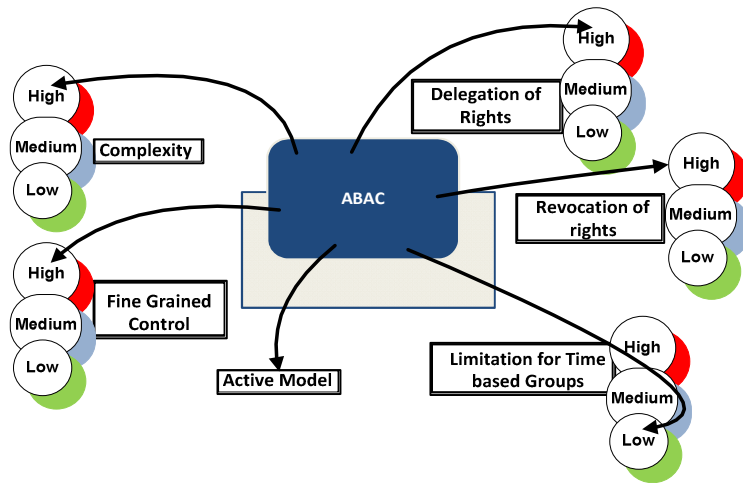 High
Medium
Low
Complexity
High
Medium
Low
Delegation of
Rights
ABAC
High
Medium
Low
Revocation of
rights
High
Medium
Low
Fine Grained
Control
Active Model
High
Medium
Low
Limitation for Time
based Groups